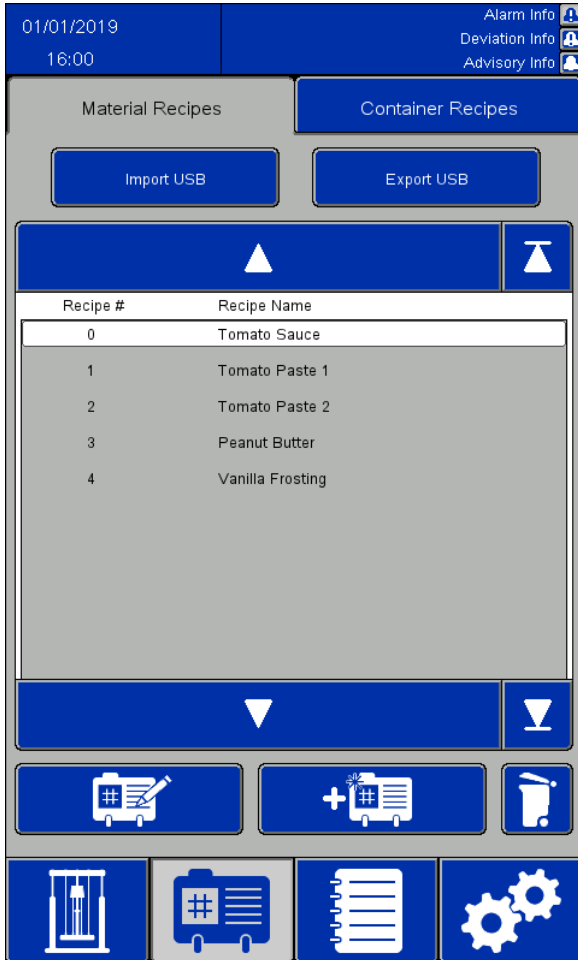 01/01/2019
16:00
Alarm Info
Deviation Info
Advisory Info
Material Recipes
Container Recipes
Import USB
Export USB
Recipe # Recipe Name
0 Tomato Sauce
1 Tomato Paste 1
2 Tomato Paste 2
3 Peanut Butter
4 Vanilla Frosting
#
+ #
#